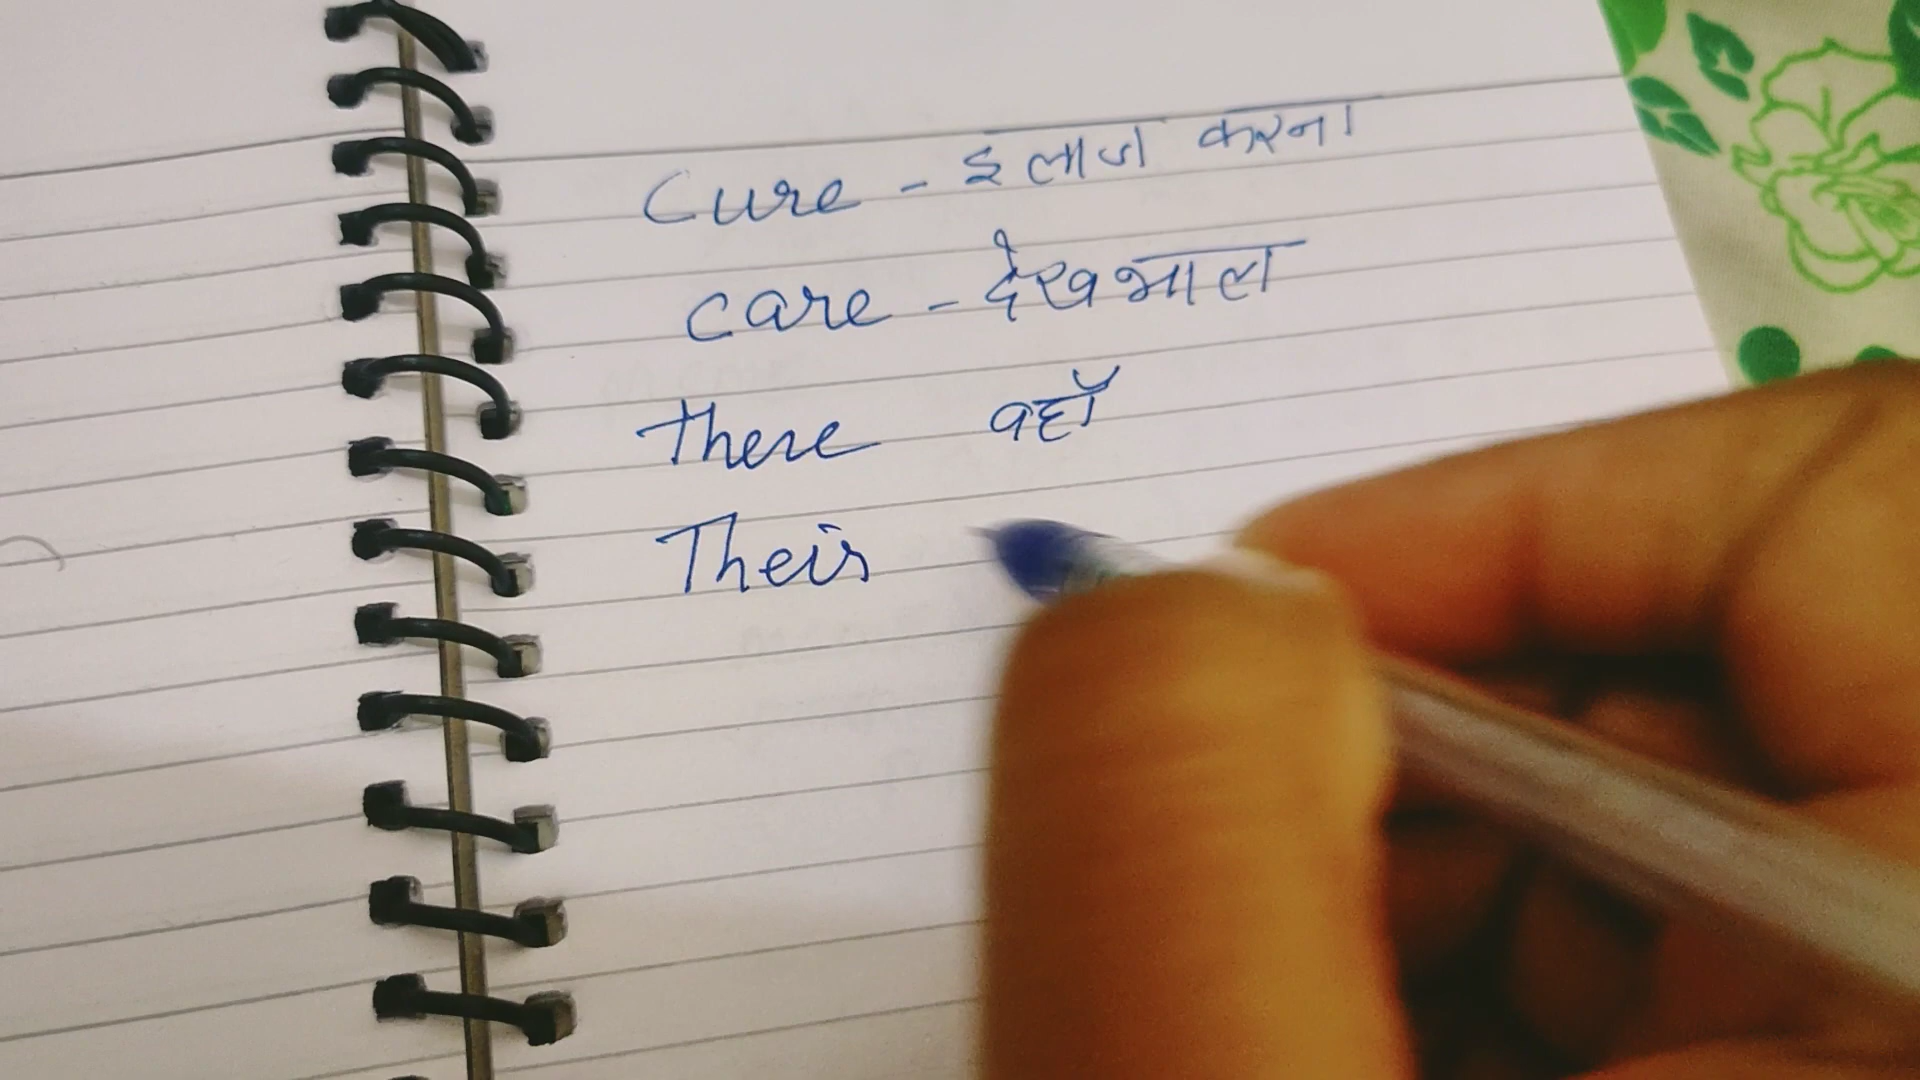 Cure - इलाज करना
Care - देखभाल
there वहाँ
Their